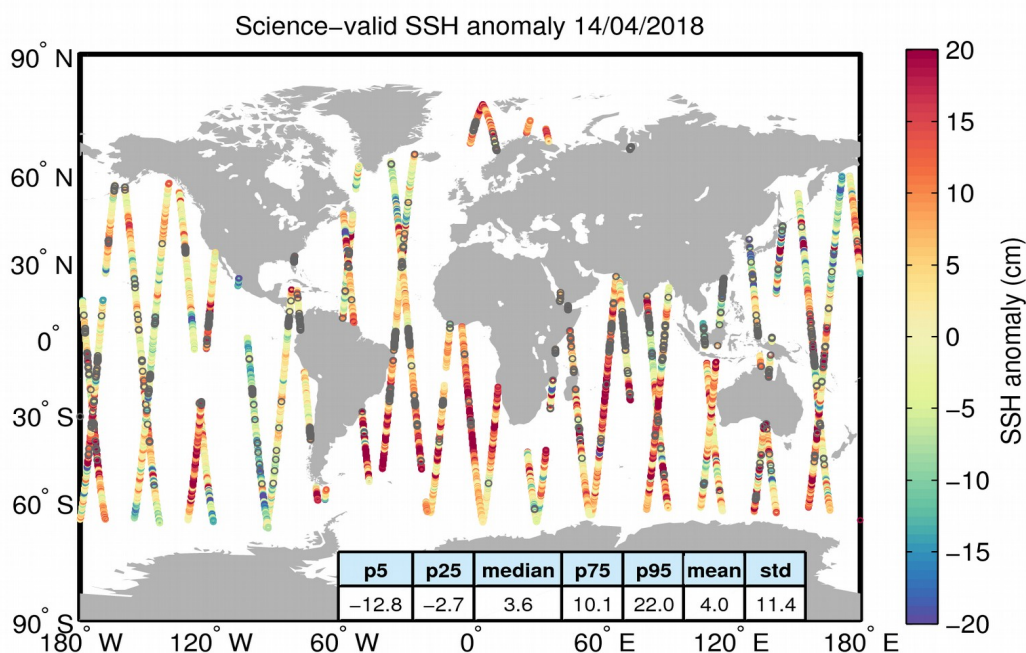 Science−valid SSH anomaly 14/04/2018
90° N
60° N
30° N
0°
30° S
60° S
90° S
180° W 120° W 60° W 0° 60° E 120° E 180° E
p5 p25 median p75 p95 mean std
−12.8 −2.7 3.6 10.1 22.0 4.0 11.4
20
15
10
5
0
−5
−10
−15
−20
SSH anomaly (cm)